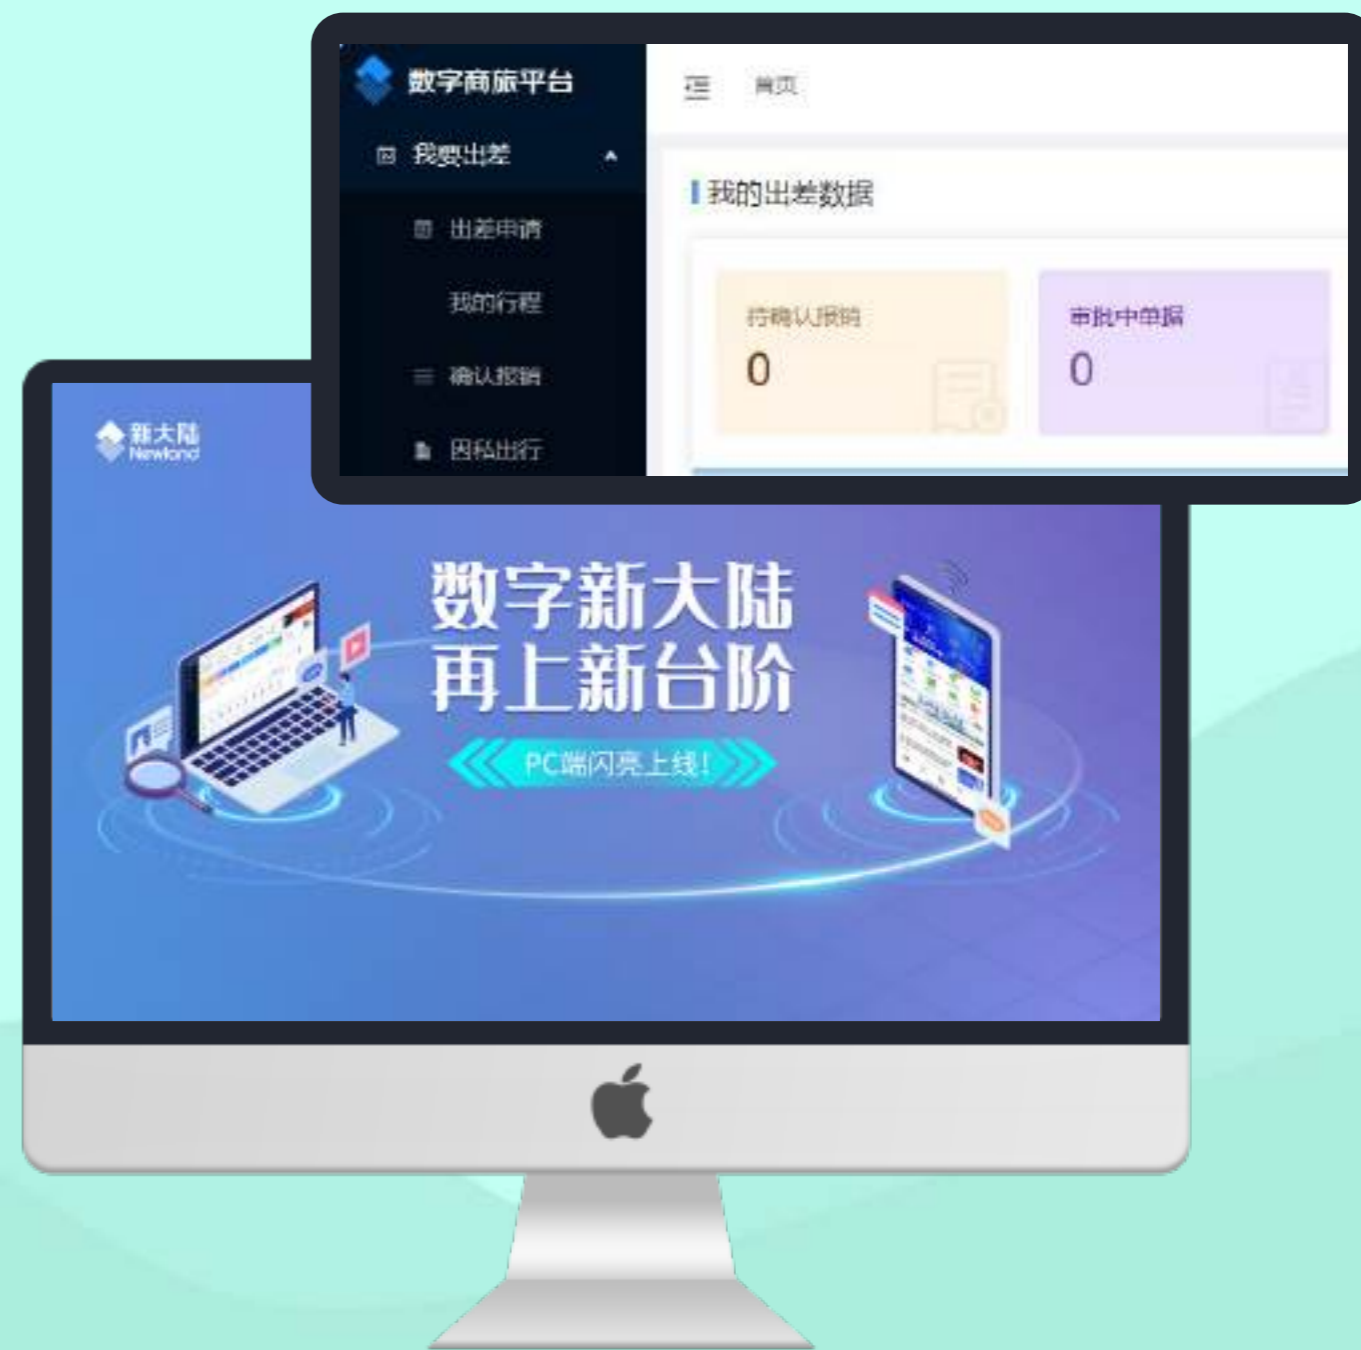 数字商旅平台
首页
我要出差
我的出差数据
出差申请
我的行程
待确认报销
0
审批中单据
0
确认报销
因私出行
新大陆
Newland
数字新大陆
再上新台阶
PC端闪亮上线!